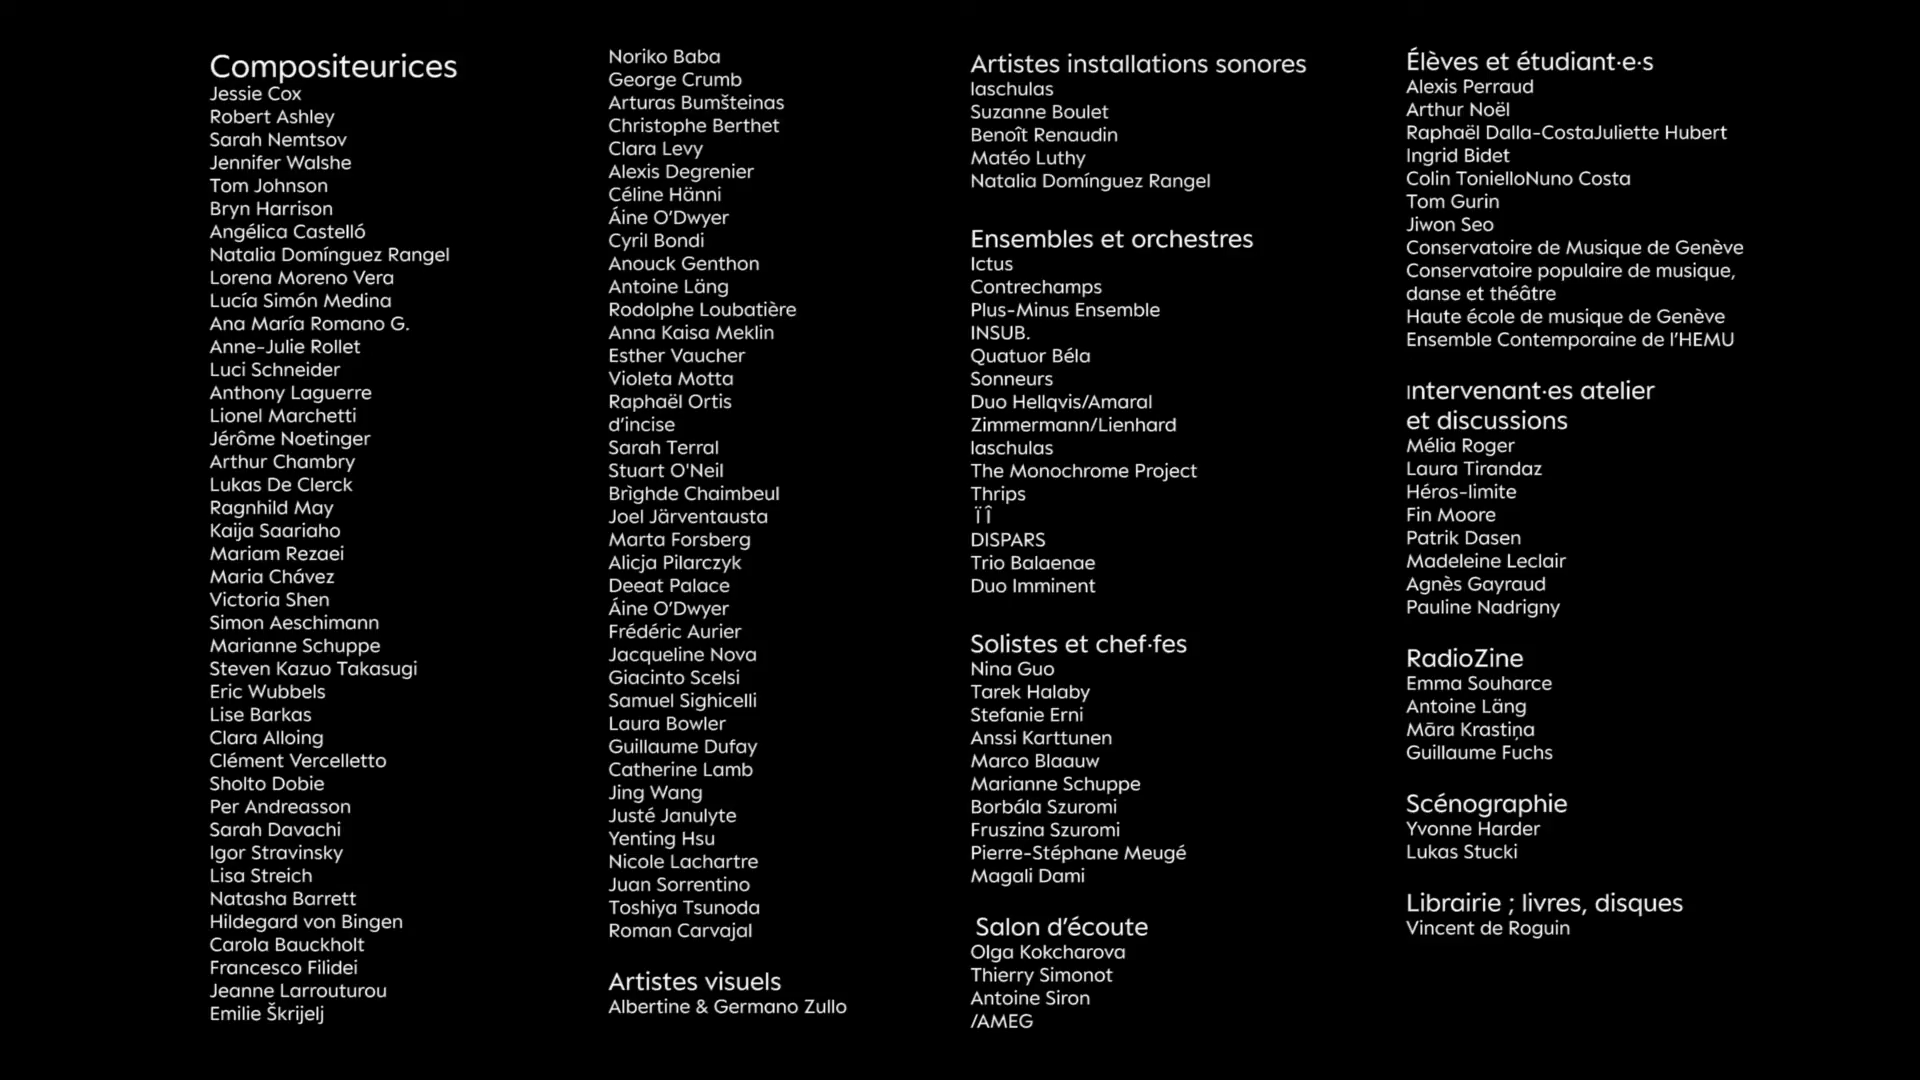 Compositeurices
Jessie Cox
Robert Ashley
Sarah Nemtsov
Jennifer Walshe
Tom Johnson
Bryn Harrison
Angélica Castelló
Natalia Domínguez Rangel
Lorena Moreno Vera
Lucía Simón Medina
Ana María Romano G.
Anne-Julie Rollet
Luci Schneider
Anthony Laguerre
Lionel Marchetti
Jérôme Noetinger
Arthur Chambry
Lukas De Clerck
Ragnhild May
Kaija Saariaho
Mariam Rezaei
Maria Chávez
Victoria Shen
Simon Aeschimann
Marianne Schuppe
Steven Kazuo Takasugi
Eric Wubbels
Lise Barkas
Clara Alloing
Clément Vercelletto
Sholto Dobie
Per Andreasson
Sarah Davachi
Igor Stravinsky
Lisa Streich
Natasha Barrett
Hildegard von Bingen
Carola Bauckholt
Francesco Filidei
Jeanne Larrouturou
Emilie Škrijelj
Noriko Baba
George Crumb
Arturas Bumšteinas
Christophe Berthet
Clara Levy
Alexis Degrenier
Céline Hänni
Áine O’Dwyer
Cyril Bondi
Anouck Genthon
Antoine Läng
Rodolphe Loubatière
Anna Kaisa Meklin
Esther Vaucher
Violeta Motta
Raphaël Ortis
d’incise
Sarah Terral
Stuart O'Neil
Brìghde Chaimbeul
Joel Järventausta
Marta Forsberg
Alicja Pilarczyk
Deeat Palace
Áine O’Dwyer
Frédéric Aurier
Jacqueline Nova
Giacinto Scelsi
Samuel Sighicelli
Laura Bowler
Guillaume Dufay
Catherine Lamb
Jing Wang
Justé Janulyte
Yenting Hsu
Nicole Lachartre
Juan Sorrentino
Toshiya Tsunoda
Roman Carvajal
Artistes visuels
Albertine & Germano Zullo
Artistes installations sonores
Iaschulas
Suzanne Boulet
Benoît Renaudin
Matéo Luthy
Natalia Domínguez Rangel
Ensembles et orchestres
Ictus
Contrechamps
Plus-Minus Ensemble
INSUB.
Quatuor Béla
Sonneurs
Duo Hellqvis/Amaral
Zimmermann/Lienhard
Iaschulas
The Monochrome Project
Thrips
ÏÎ
DISPARS
Trio Balaenae
Duo Imminent
Solistes et chef·fes
Nina Guo
Tarek Halaby
Stefanie Erni
Anssi Karttunen
Marco Blaauw
Marianne Schuppe
Borbála Szuromi
Fruszina Szuromi
Pierre-Stéphane Meugé
Magali Dami
Salon d’écoute
Olga Kokcharova
Thierry Simonot
Antoine Siron
/AMEG
Élèves et étudiant·e·s
Alexis Perraud
Arthur Noël
Raphaël Dalla-CostaJuliette Hubert
Ingrid Bidet
Colin TonielloNuno Costa
Tom Gurin
Jiwon Seo
Conservatoire de Musique de Genève
Conservatoire populaire de musique,
danse et théâtre
Haute école de musique de Genève
Ensemble Contemporaine de l’HEMU
Intervenant·es atelier
et discussions
Mélia Roger
Laura Tirandaz
Héros-limite
Fin Moore
Patrik Dasen
Madeleine Leclair
Agnès Gayraud
Pauline Nadrigny
RadioZine
Emma Souharce
Antoine Läng
Māra Krastiņa
Guillaume Fuchs
Scénographie
Yvonne Harder
Lukas Stucki
Librairie ; livres, disques
Vincent de Roguin